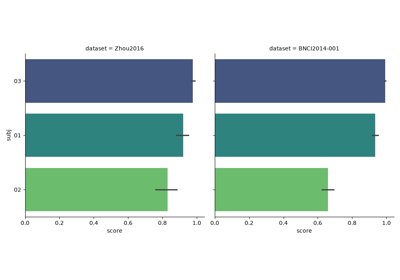 dataset = Zhou2016
dataset = BNCI2014-001
03
01
02
subj
0.0 0.2 0.4 0.6 0.8 1.0
0.0 0.2 0.4 0.6 0.8 1.0
score
score